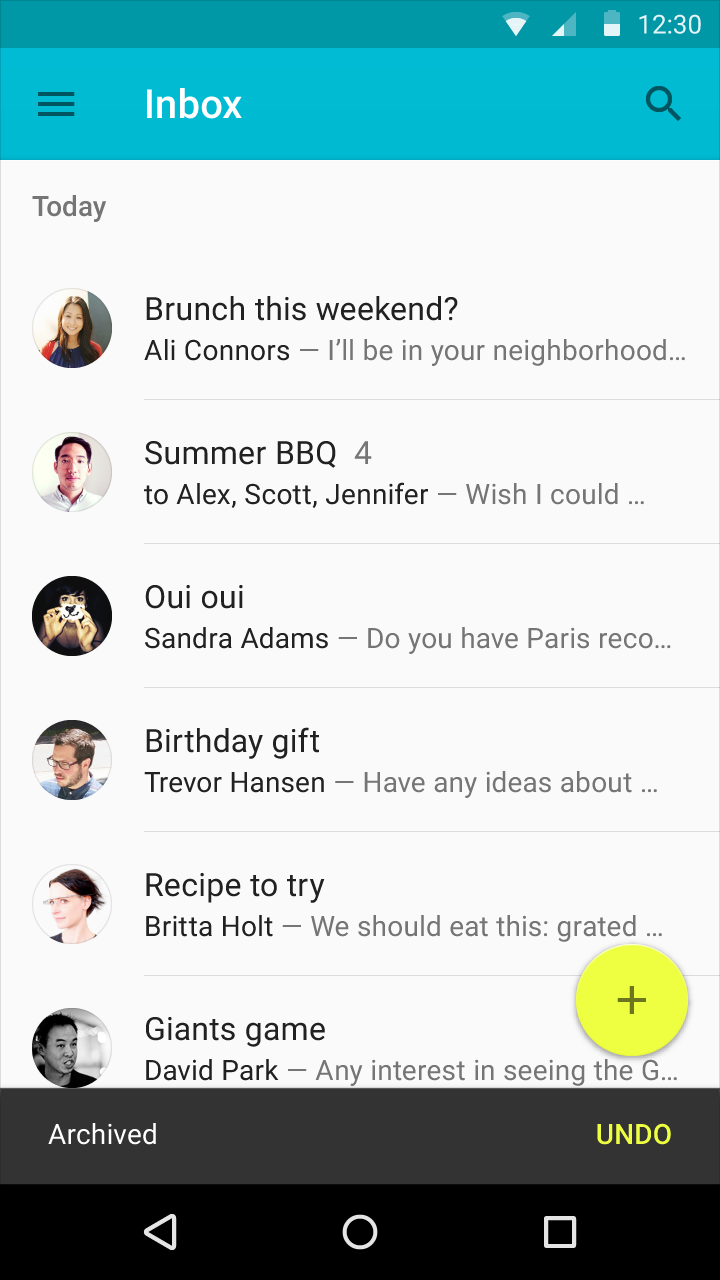 12:30
Inbox
Today
Brunch this weekend?
Ali Connors — I’ll be in your neighborhood…
Summer BBQ 4
to Alex, Scott, Jennifer — Wish I could …
Oui oui
Sandra Adams — Do you have Paris reco…
Birthday gift
Trevor Hansen — Have any ideas about …
Recipe to try
Britta Holt — We should eat this: grated …
Giants game
David Park — Any interest in seeing the G…
Archived UNDO